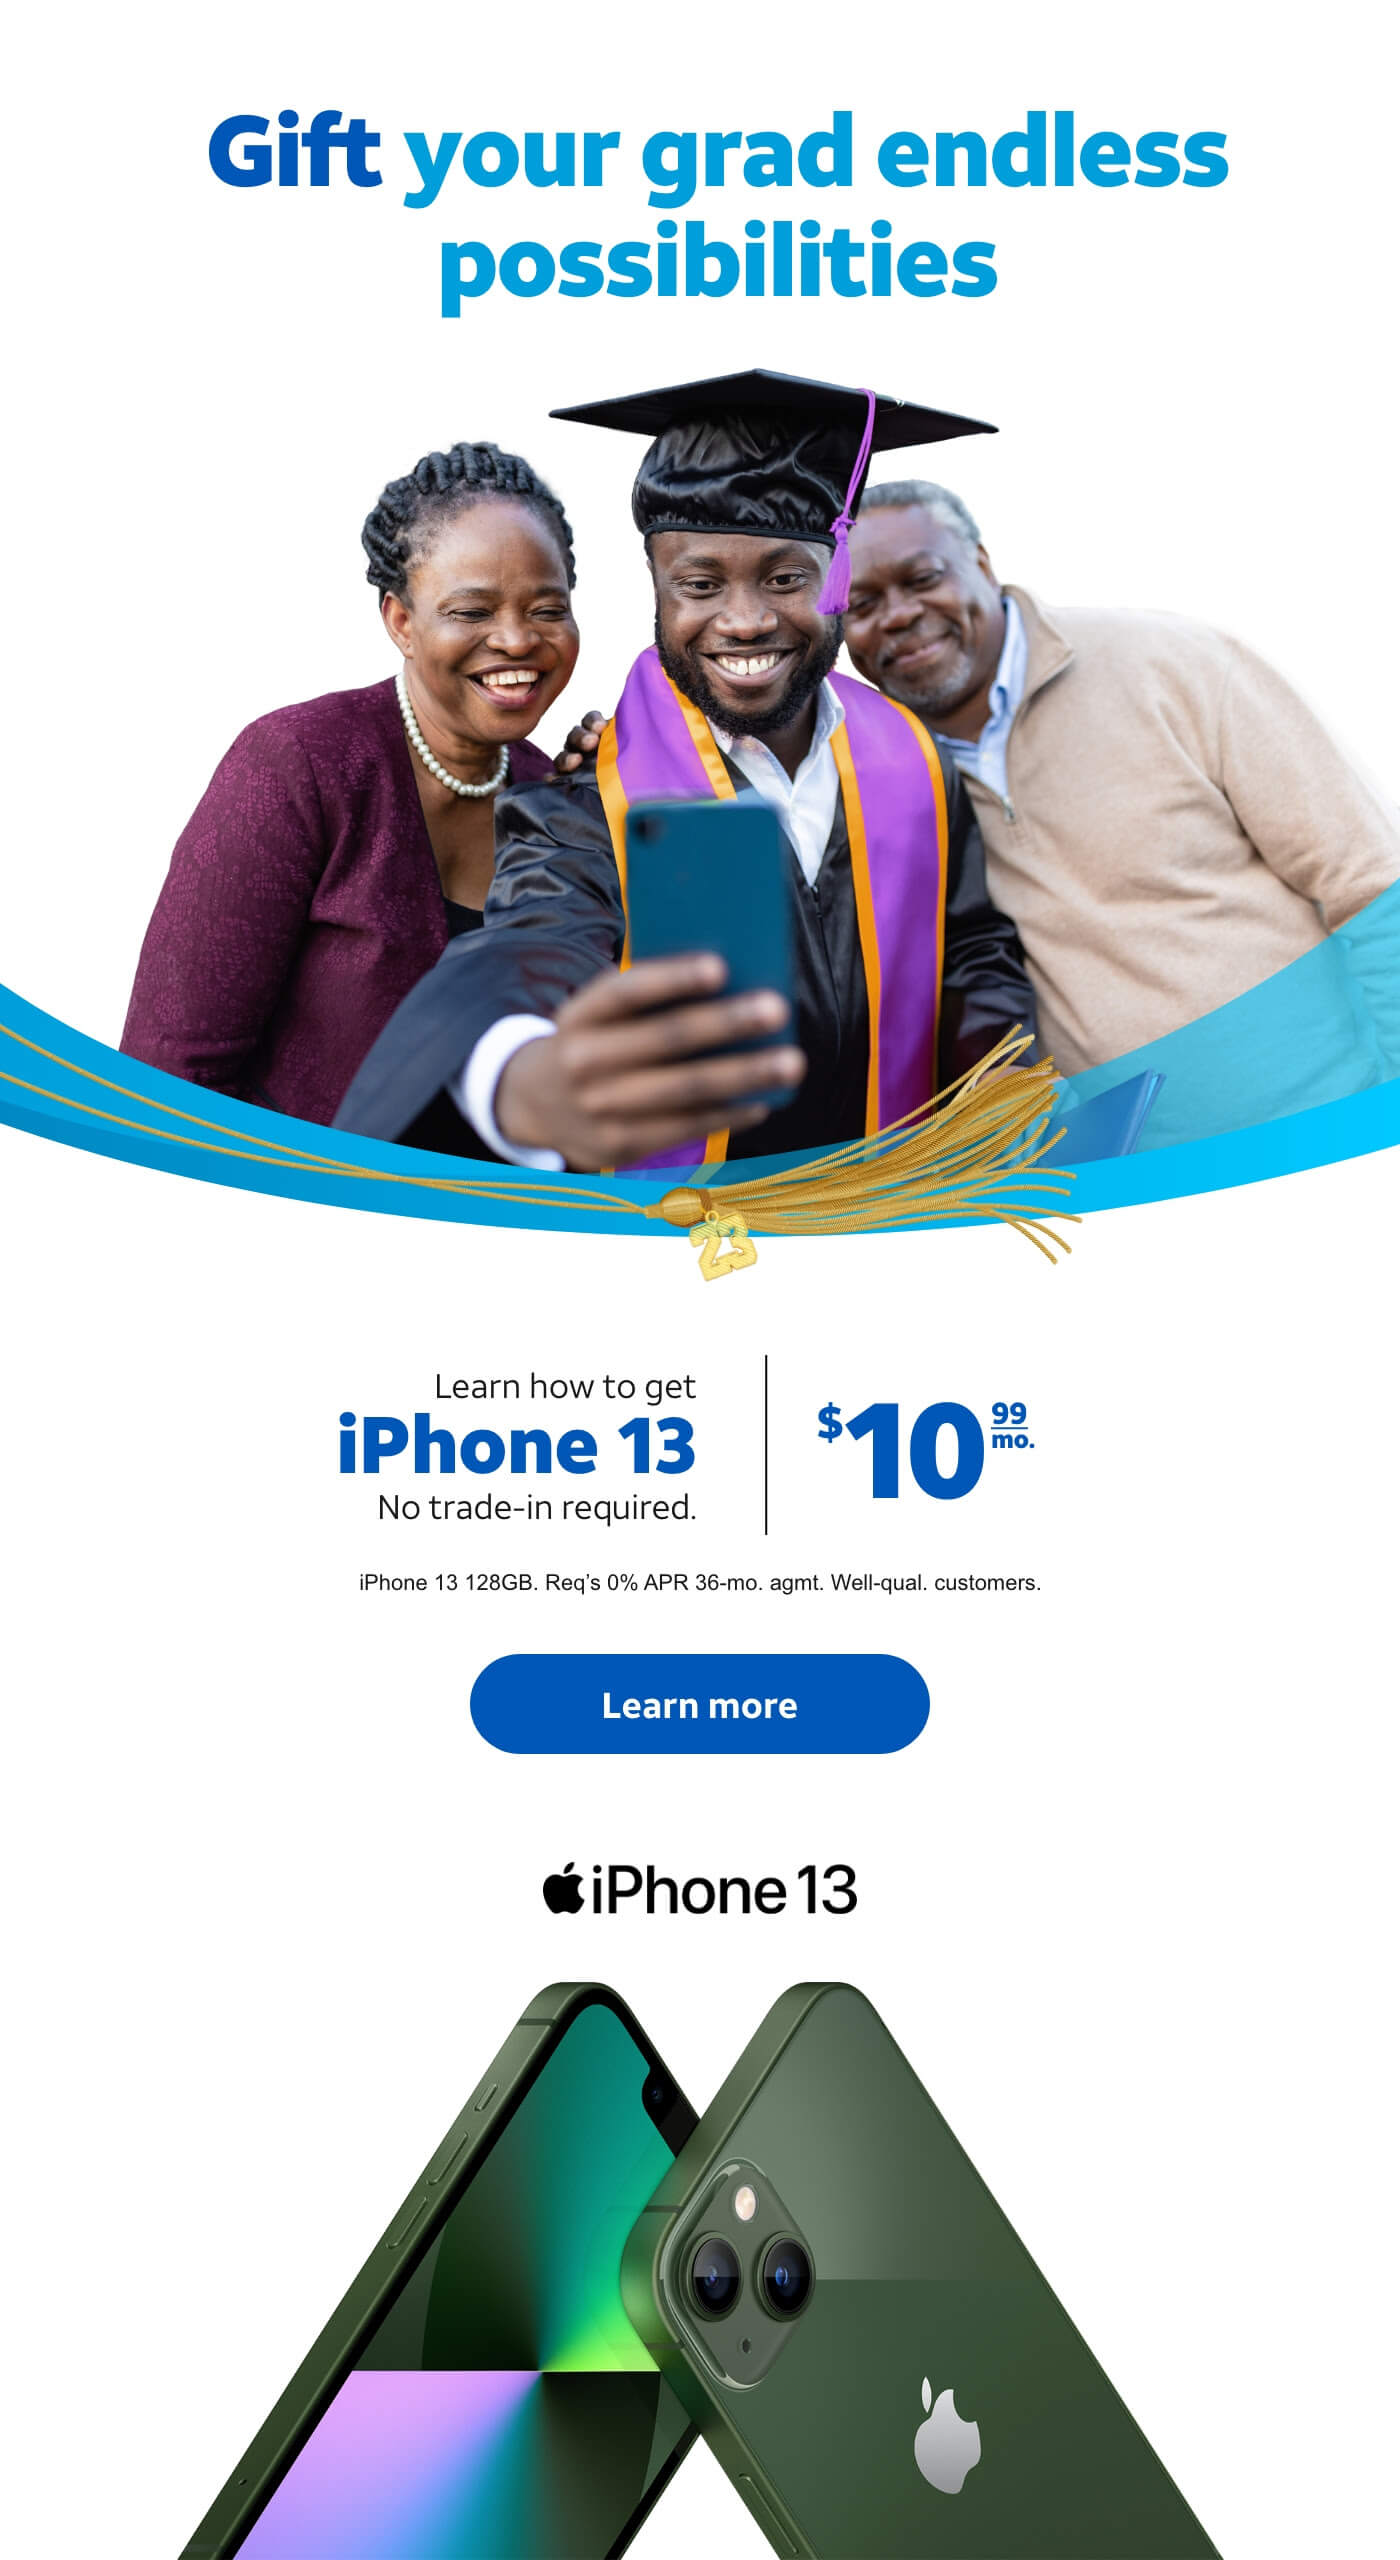 Gift your grad endless
possibilities
23
Learn how to get
iPhone 13
No trade-in required.
$10 99
mo.
iPhone 13 128GB. Req's 0% APR 36-mo. agmt. Well-qual. customers.
Learn more
iPhone 13